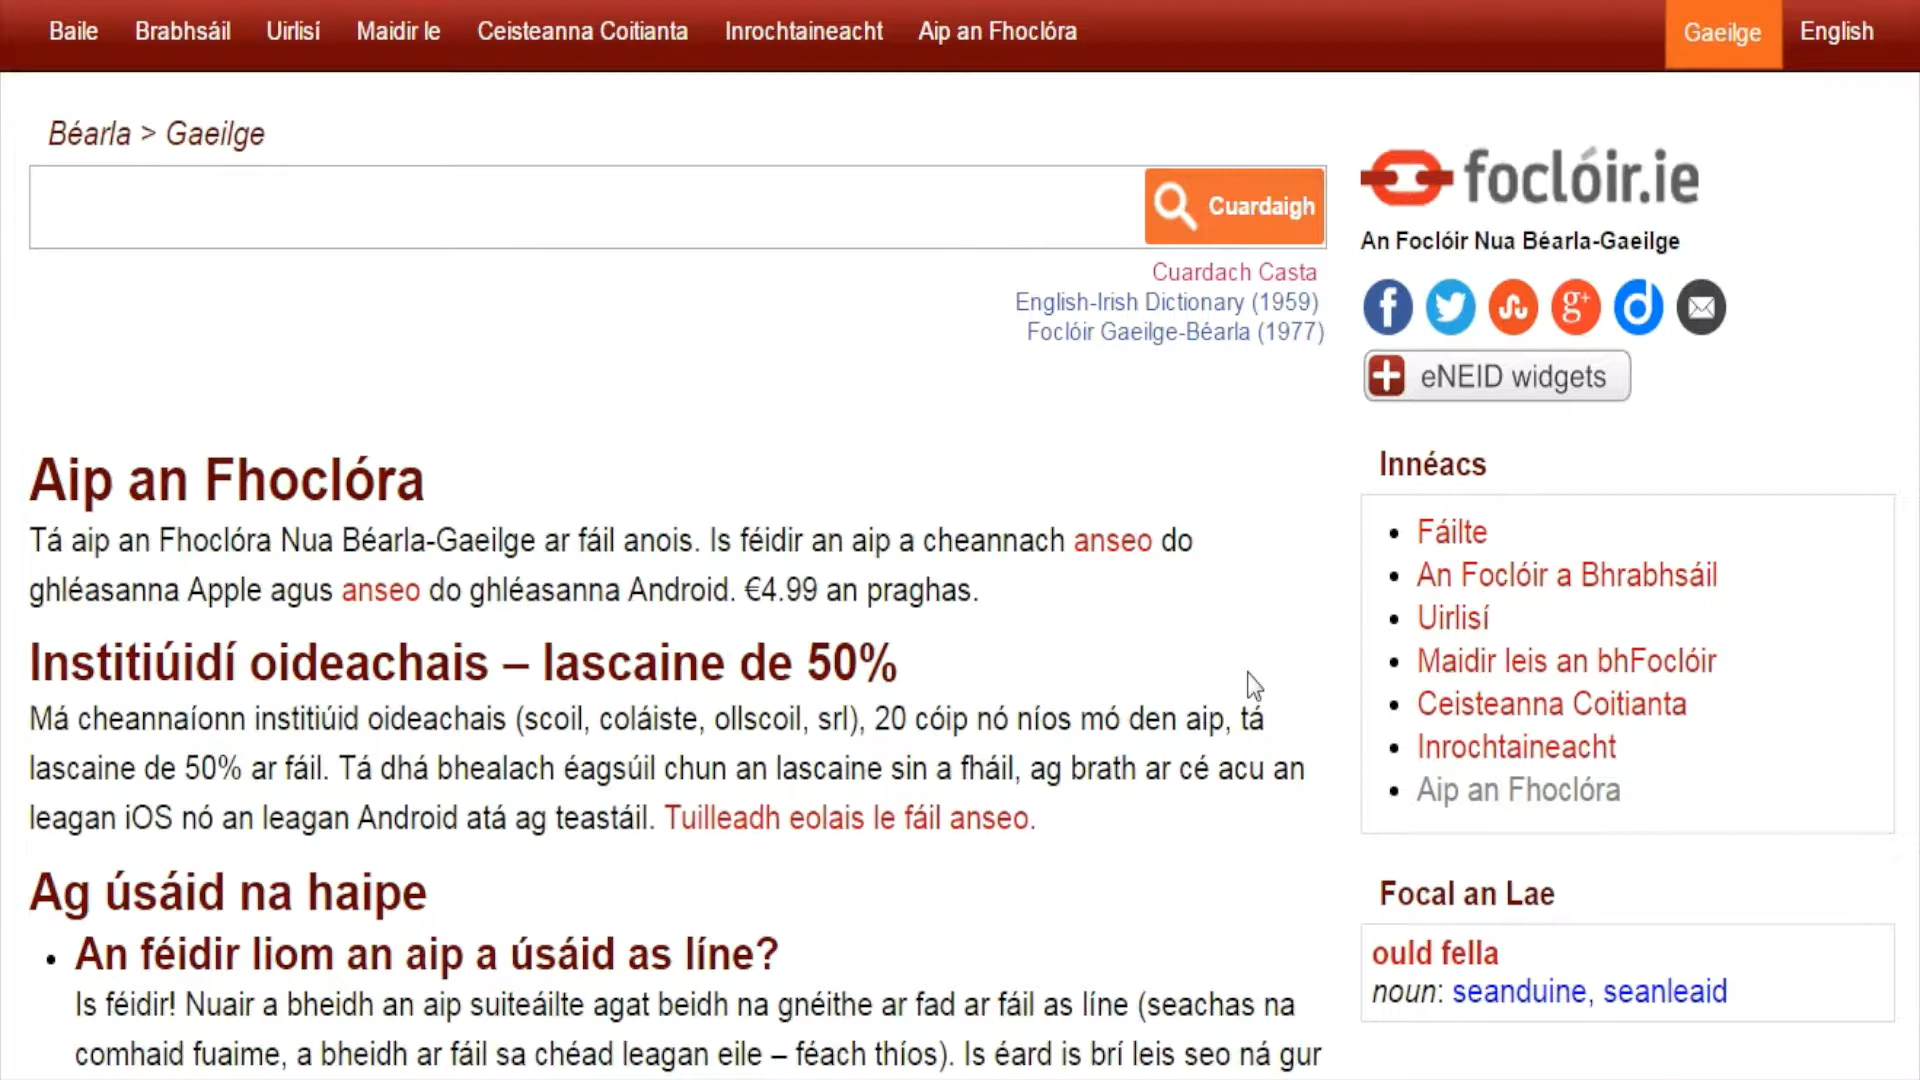 Baile Brabhsáil Uirlisí Maidir le Ceisteanna Coitianta Inrochtaineacht Aip an Fhoclóra Gaeilge English
Béarla > Gaeilge
Cuardaigh
Cuardach Casta
English-Irish Dictionary (1959)
Foclóir Gaeilge-Béarla (1977)
Aip an Fhoclóra
Tá aip an Fhoclóra Nua Béarla-Gaeilge ar fáil anois. Is féidir an aip a cheannach anseo do
ghléasanna Apple agus anseo do ghléasanna Android. €4.99 an praghas.
Institiúidí oideachais – lascaine de 50%
Má cheannaíonn institiúid oideachais (scoil, coláiste, ollscoil, srl), 20 cóip nó níos mó den aip, tá
lascaine de 50% ar fáil. Tá dhá bhealach éagsúil chun an lascaine sin a fháil, ag brath ar cé acu an
leagan iOS nó an leagan Android atá ag teastáil. Tuilleadh eolais le fáil anseo.
Ag úsáid na haipe
• An féidir liom an aip a úsáid as líne?
Is féidir! Nuair a bheidh an aip suiteáilte agat beidh na gnéithe ar fad ar fáil as líne (seachas na
comhaid fuaime, a bheidh ar fáil sa chéad leagan eile – féach thíos). Is éard is brí leis seo ná gur
foclóir.ie
An Foclóir Nua Béarla-Gaeilge
eNEID widgets
Innéacs
• Fáilte
• An Foclóir a Bhrabhsáil
• Uirlisí
• Maidir leis an bhFoclóir
• Ceisteanna Coitianta
• Inrochtaineacht
• Aip an Fhoclóra
Focal an Lae
ould fella
noun: seanduine, seanleaid